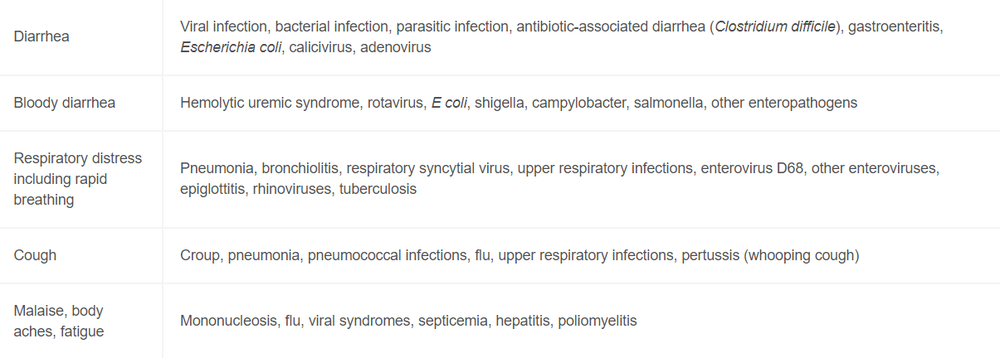 Diarrhea
Viral infection, bacterial infection, parasitic infection, antibiotic-associated diarrhea (Clostridium difficile), gastroenteritis,
Escherichia coli, calicivirus, adenovirus
Bloody diarrhea
Hemolytic uremic syndrome, rotavirus, E coli, shigella, campylobacter, salmonella, other enteropathogens
Respiratory distress
including rapid
breathing
Pneumonia, bronchiolitis, respiratory syncytial virus, upper respiratory infections, enterovirus D68, other enteroviruses,
epiglottitis, rhinoviruses, tuberculosis
Cough
Croup, pneumonia, pneumococcal infections, flu, upper respiratory infections, pertussis (whooping cough)
Malaise, body
aches, fatigue
Mononucleosis, flu, viral syndromes, septicemia, hepatitis, poliomyelitis